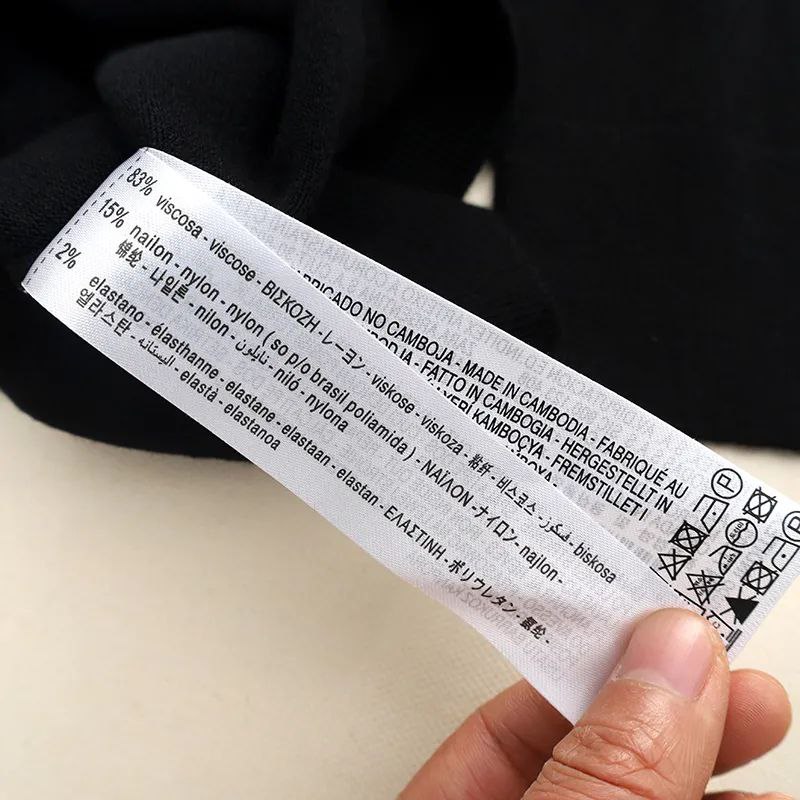 83% viscosa - viscose - ΒΙΣΚΟΖΗ - レーヨン - viskose - viskoza - 黏纤 - 비스코스 - فسكوز - biskosa
15% nailon - nylon - nylon ( so p/o brasil poliamida ) - ΝΑΪΛΟΝ - ナイロン - najlon -
锦纶 - 나일론 - nilon - نايلون - niló - nylona
2% elastano - élasthanne - elastane - elastaan - elastan - ΕΛΑΣΤΙΝΗ - ポリウレタン - 氨纶 -
엘라스탄 - اليستانه - elastà - elastanoa
FABRICADO NO CAMBOJA - MADE IN CAMBODIA - FABRIQUÉ AU
- FATTO IN CAMBOGIA - HERGESTELLT IN
YERI KAMBOÇYA - FREMSTILLET I